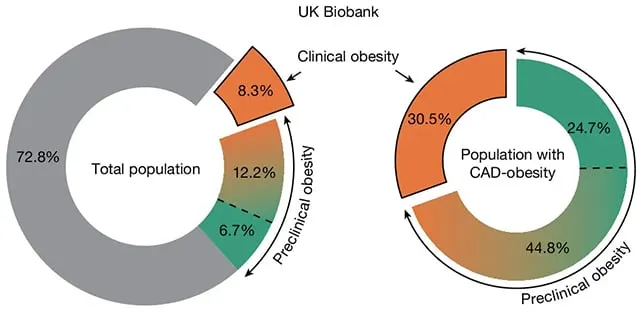 UK Biobank
Clinical obesity
8.3%
72.8%
Total population
12.2%
6.7%
Preclinical obesity
30.5%
24.7%
Population with
CAD-obesity
44.8%
Preclinical obesity